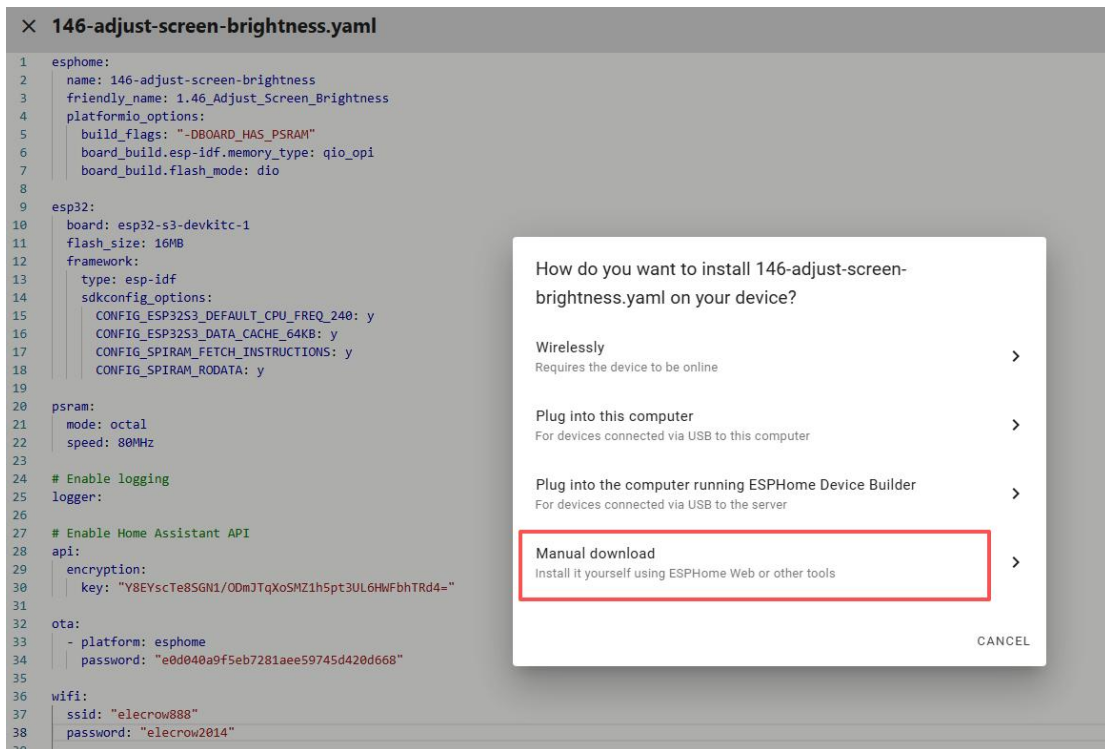 × 146-adjust-screen-brightness.yaml
1 esphome:
2 name: 146-adjust-screen-brightness
3 friendly_name: 1.46_Adjust_Screen_Brightness
4 platformio_options:
5 build_flags: "-DBOARD_HAS_PSRAM"
6 board_build.esp-idf.memory_type: qio_opi
7 board_build.flash_mode: dio
8
9 esp32:
10 board: esp32-s3-devkitc-1
11 flash_size: 16MB
12 framework:
13 type: esp-idf
14 sdkconfig_options:
15 CONFIG_ESP32S3_DEFAULT_CPU_FREQ_240: y
16 CONFIG_ESP32S3_DATA_CACHE_64KB: y
17 CONFIG_SPIRAM_FETCH_INSTRUCTIONS: y
18 CONFIG_SPIRAM_RODATA: y
19
20 psram:
21 mode: octal
22 speed: 80MHz
23
24 # Enable logging
25 logger:
26
27 # Enable Home Assistant API
28 api:
29 encryption:
30 key: "Y8EYscTe8SGN1/ODmJTqXoSMZ1h5pt3UL6HWFbhTRd4="
31
32 ota:
33 - platform: esphome
34 password: "e0d040a9f5eb7281aee59745d420d668"
35
36 wifi:
37 ssid: "elecrow888"
38 password: "elecrow2014"
39
How do you want to install 146-adjust-screen-
brightness.yaml on your device?
Wirelessly
Requires the device to be online
Plug into this computer
For devices connected via USB to this computer
Plug into the computer running ESPHome Device Builder
For devices connected via USB to the server
Manual download
Install it yourself using ESPHome Web or other tools
CANCEL